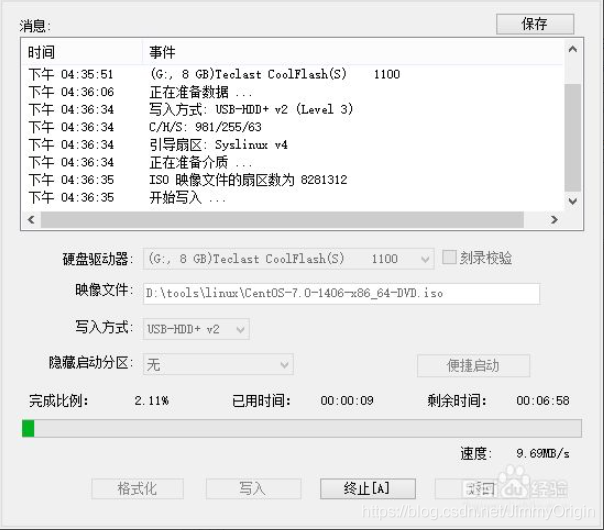 消息:
保存
时间 事件
下午 04:35:51 (G:, 8 GB)Teclast CoolFlash(S) 1100
下午 04:36:06 正在准备数据 ...
下午 04:36:34 写入方式: USB-HDD+ v2 (Level 3)
下午 04:36:34 C/H/S: 981/255/63
下午 04:36:34 引导扇区: Syslinux v4
下午 04:36:34 正在准备介质 ...
下午 04:36:35 ISO 映像文件的扇区数为 8281312
下午 04:36:35 开始写入 ...
硬盘驱动器: (G:, 8 GB)Teclast CoolFlash(S) 1100 刻录校验
映像文件: D:\tools\linux\CentOS-7.0-1406-x86_64-DVD.iso
写入方式: USB-HDD+ v2
隐藏启动分区: 无 便捷启动
完成比例: 2.11% 已用时间: 00:00:09 剩余时间: 00:06:58
速度: 9.69MB/s
格式化 写入 终止[A] 返回
Baidu 经验
https://blog.csdn.net/JimmyOrigin